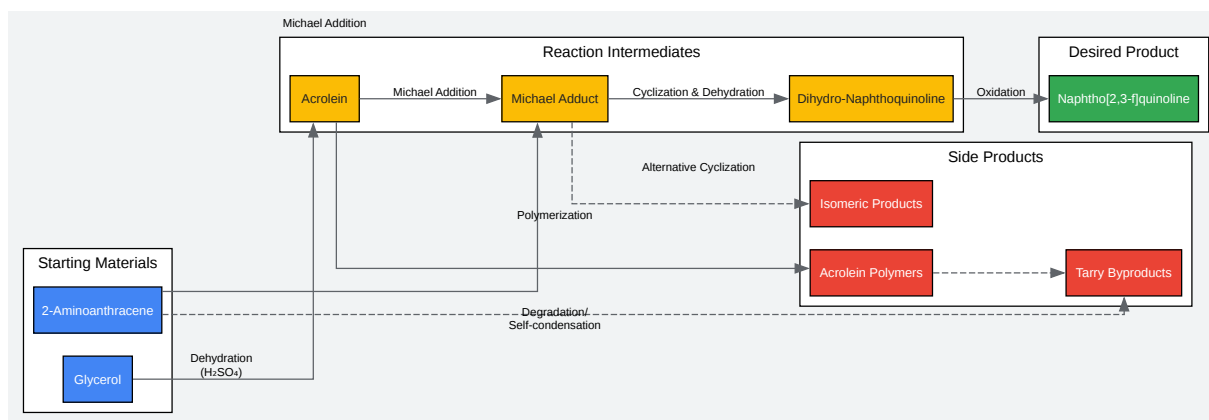 Michael Addition
Reaction Intermediates
Desired Product
Acrolein
Michael Addition
Michael Adduct
Cyclization & Dehydration
Dihydro-Naphthoquinoline
Oxidation
Naphtho[2,3-f]quinoline
Side Products
Alternative Cyclization
Isomeric Products
Polymerization
Starting Materials
Acrolein Polymers
Tarry Byproducts
2-Aminoanthracene
Degradation/
Self-condensation
Dehydration
(H₂SO₄)
Glycerol